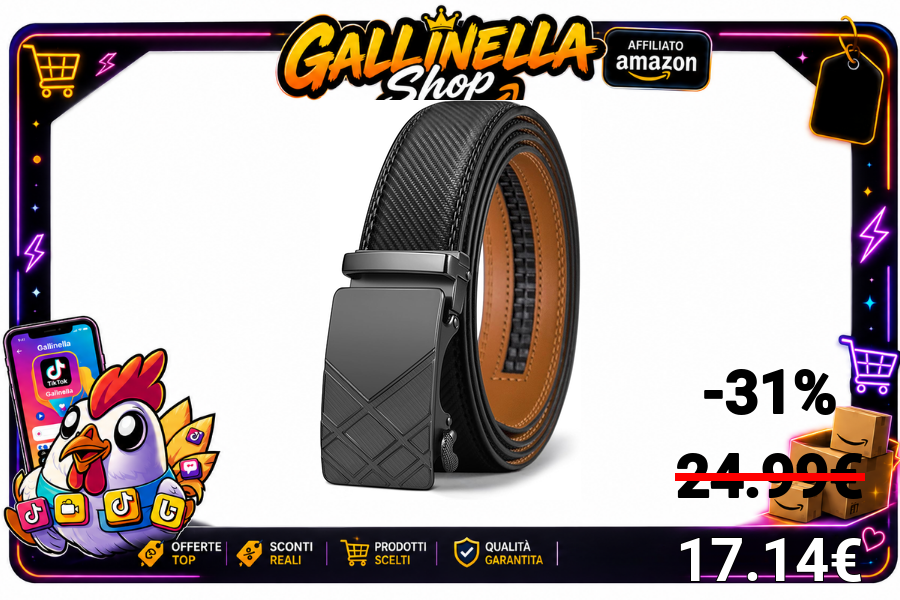 GALLINELLA
Shop
AFFILIATO
amazon
Gallinella
TikTok
Gallinella
-31%
24.99€
17.14€
OFFERTE
TOP
SCONTI
REALI
PRODOTTI
SCELTI
QUALITÀ
GARANTITA